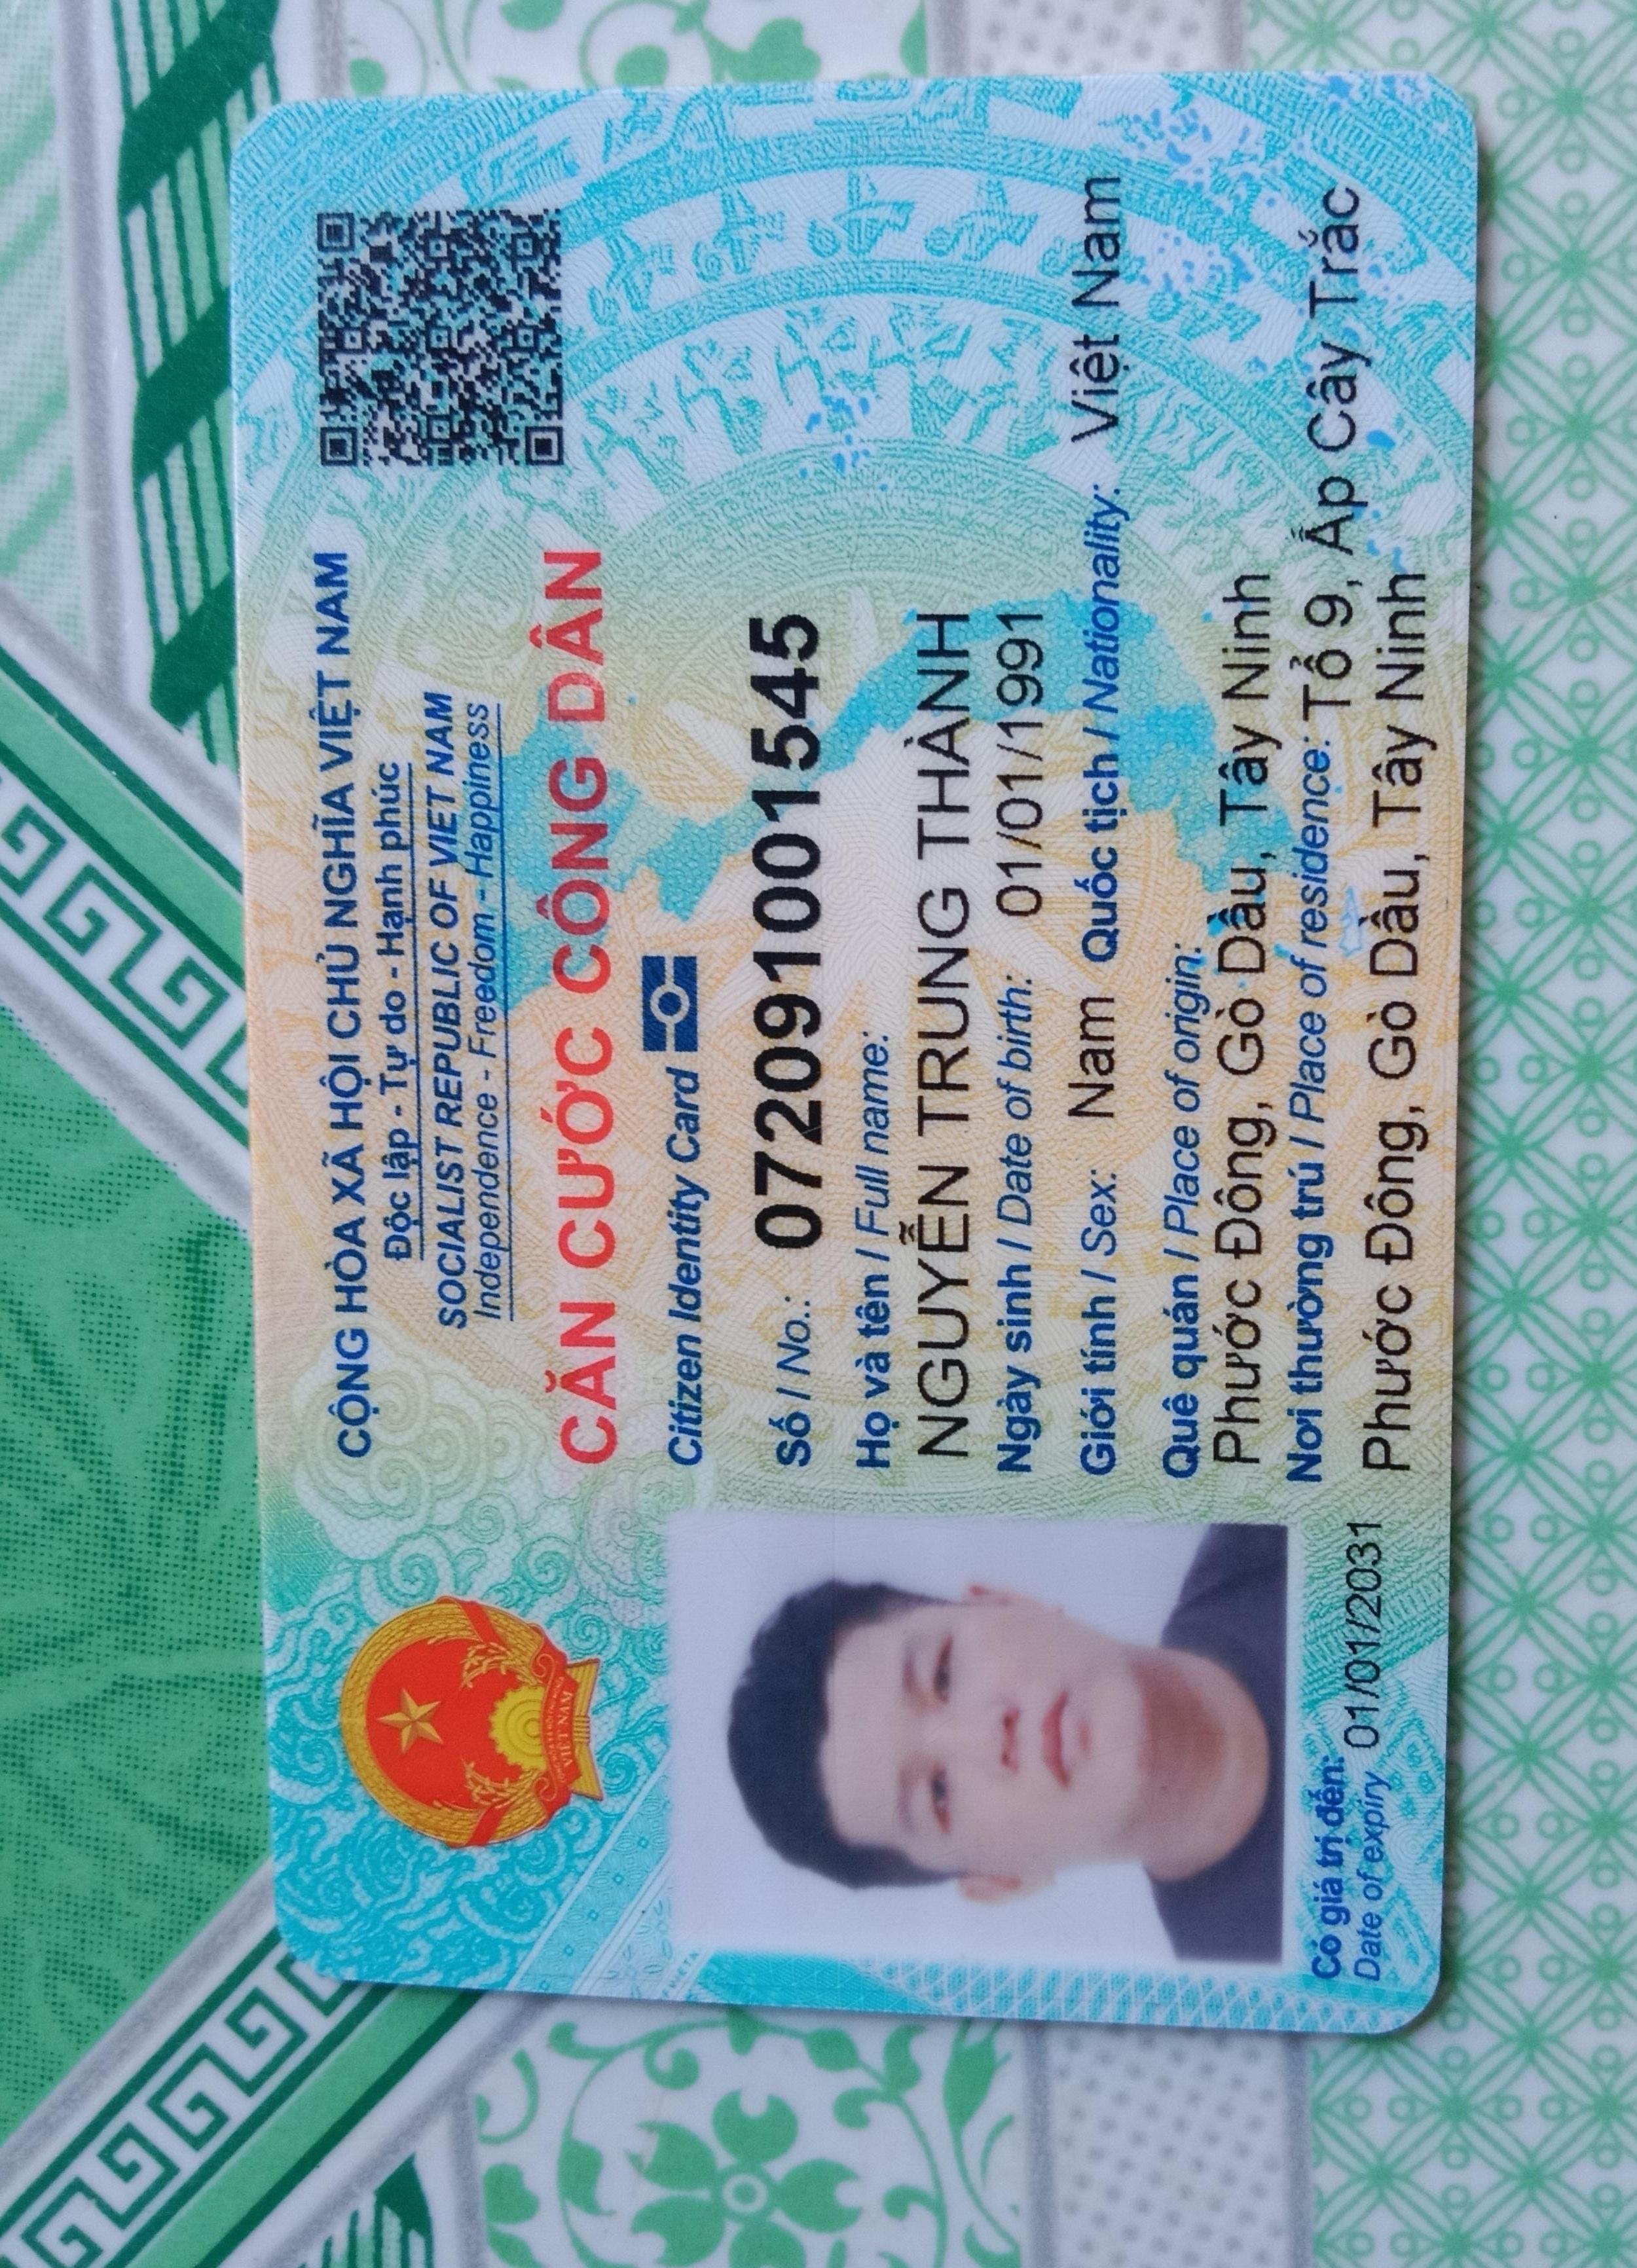 CỘNG HÒA XÃ HỘI CHỦ NGHĨA VIỆT NAM
Độc lập - Tự do - Hạnh phúc
SOCIALIST REPUBLIC OF VIET NAM
Independence - Freedom - Happiness
CĂN CƯỚC CÔNG DÂN
Citizen Identity Card
Số / No.: 072091001545
Họ và tên / Full name:
NGUYỄN TRUNG THÀNH
Ngày sinh / Date of birth: 01/01/1991
Giới tính / Sex: Nam Quốc tịch / Nationality: Việt Nam
Quê quán / Place of origin:
Phước Đông, Gò Dầu, Tây Ninh
Nơi thường trú / Place of residence: Tổ 9, Ấp Cây Trắc
Phước Đông, Gò Dầu, Tây Ninh
Có giá trị đến: 01/01/2031
Date of expiry
VIỆT NAM